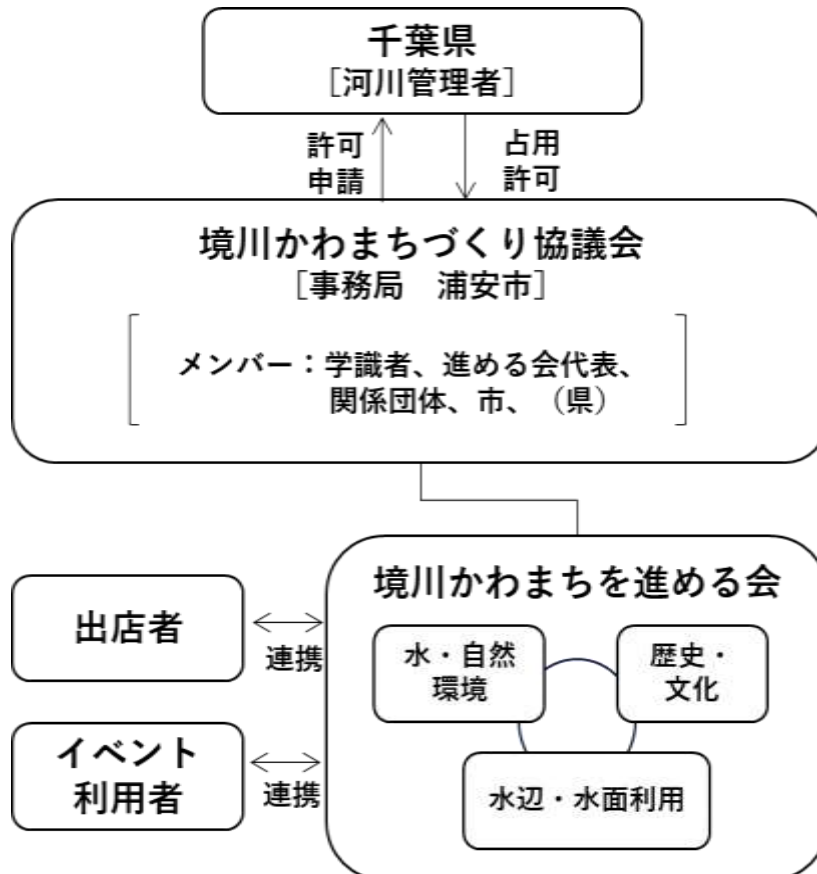 千葉県
［河川管理者］
許可
申請
占用
許可
境川かわまちづくり協議会
［事務局　浦安市］
メンバー：学識者、進める会代表、
関係団体、市、（県）
境川かわまちを進める会
出店者
連携
水・自然
環境
歴史・
文化
イベント
利用者
連携
水辺・水面利用